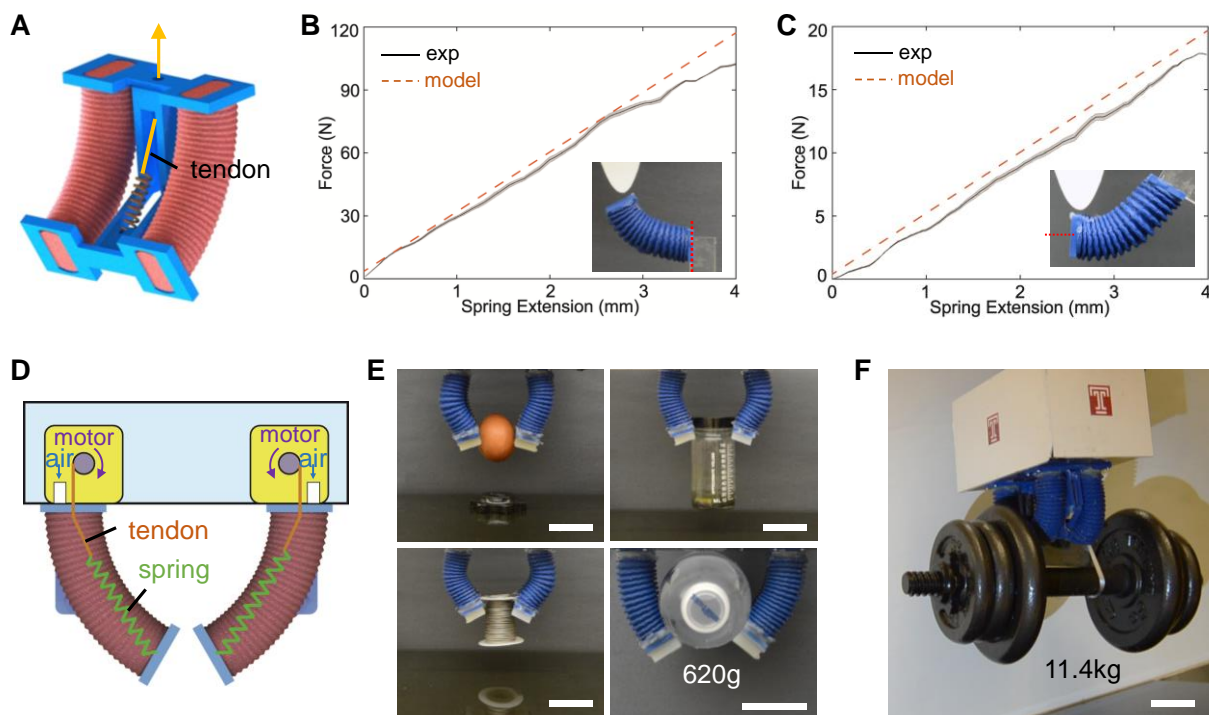 A
tendon
B
120
90
60
30
0
Force (N)
exp
model
0
1
2
3
4
Spring Extension (mm)
C
20
15
10
5
0
Force (N)
exp
model
0
1
2
3
4
Spring Extension (mm)
D
motor
air
motor
air
tendon
spring
E
620g
F
T
T
11.4kg